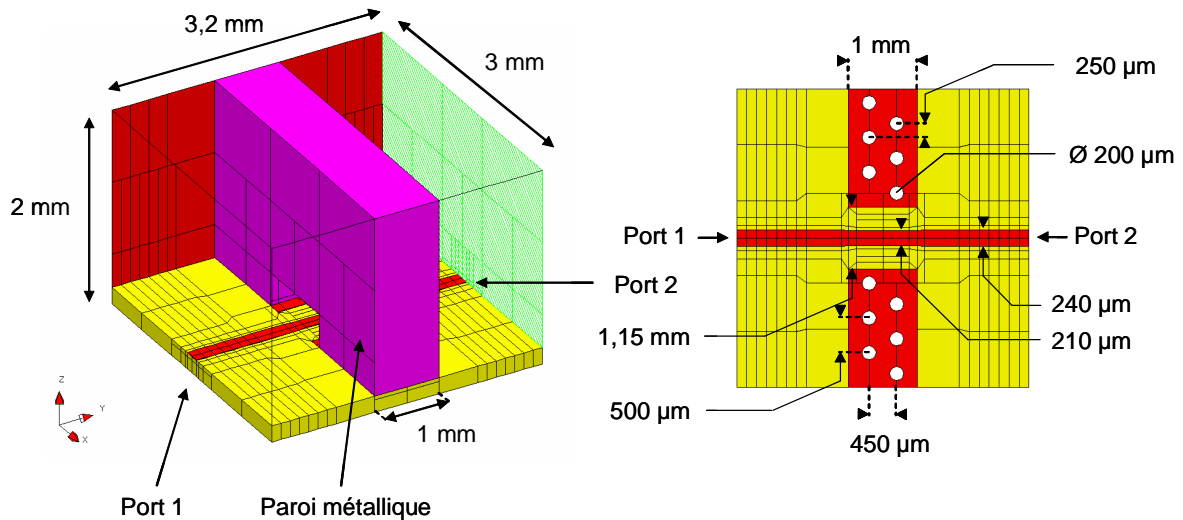 3,2 mm
3 mm
2 mm
Port 2
1 mm
Port 1
Paroi métallique
Z
Y
X
1 mm
250 µm
Ø 200 µm
Port 1
Port 2
240 µm
1,15 mm
210 µm
500 µm
450 µm